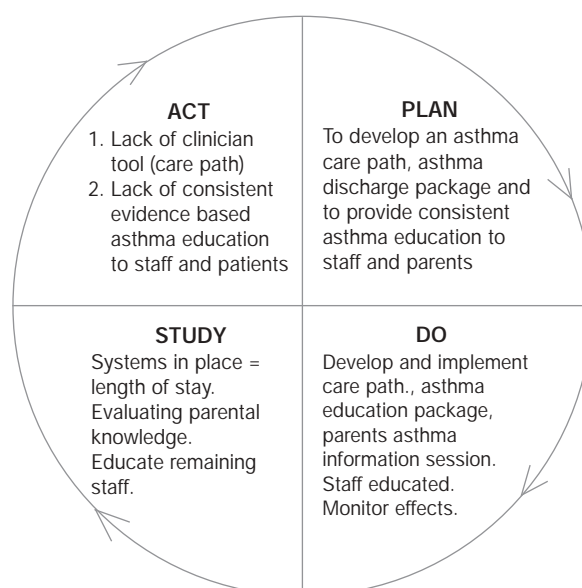 ACT
1. Lack of clinician
tool (care path)
2. Lack of consistent
evidence based
asthma education
to staff and patients
PLAN
To develop an asthma
care path, asthma
discharge package and
to provide consistent
asthma education to
staff and parents
STUDY
Systems in place =
length of stay.
Evaluating parental
knowledge.
Educate remaining
staff.
DO
Develop and implement
care path., asthma
education package,
parents asthma
information session.
Staff educated.
Monitor effects.